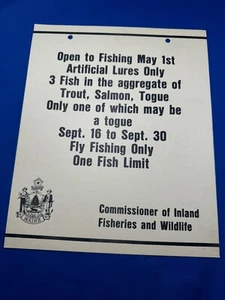 Open to Fishing May 1st
Artificial Lures Only
3 Fish in the aggregate of
Trout, Salmon, Togue
Only one of which may be
a togue
Sept. 16 to Sept. 30
Fly Fishing Only
One Fish Limit
MAINE
Commissioner of Inland
Fisheries and Wildlife